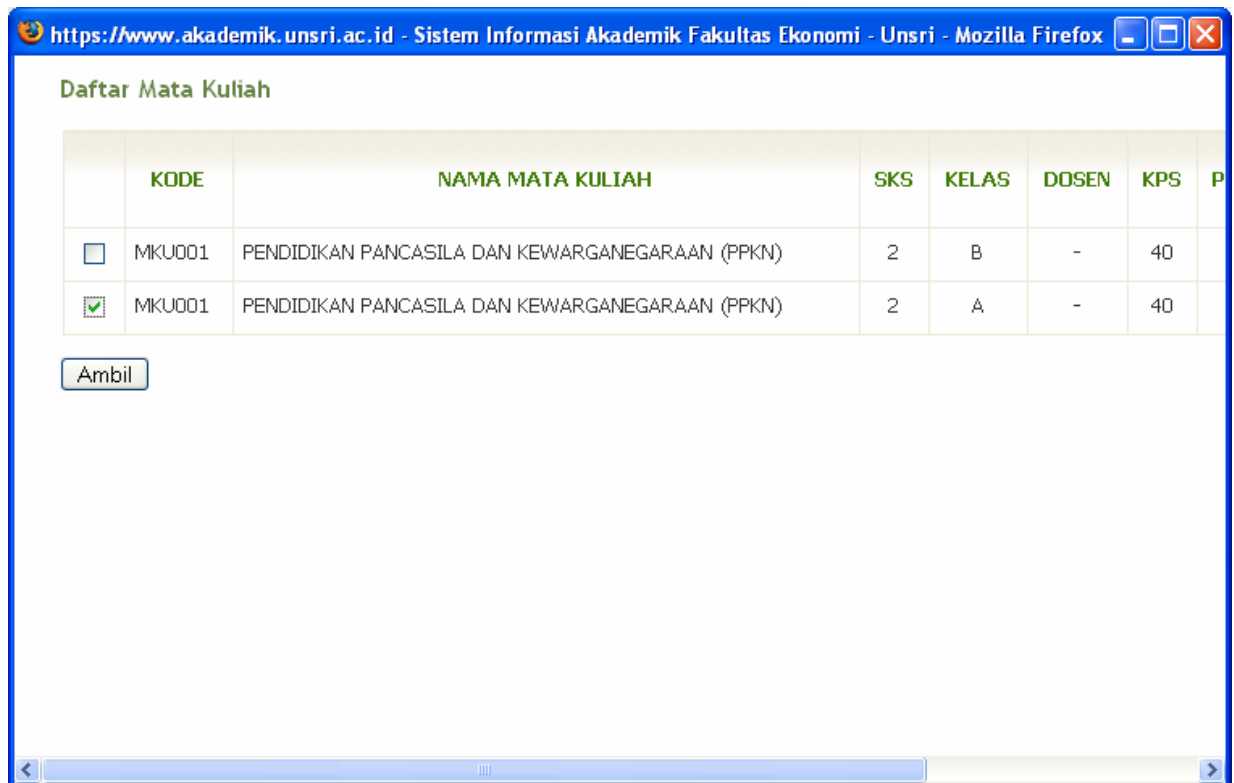 https://www.akademik.unsri.ac.id - Sistem Informasi Akademik Fakultas Ekonomi - Unsri - Mozilla Firefox
Daftar Mata Kuliah
KODE NAMA MATA KULIAH SKS KELAS DOSEN KPS P
MKU001 PENDIDIKAN PANCASILA DAN KEWARGANEGARAAN (PPKN) 2 B - 40
MKU001 PENDIDIKAN PANCASILA DAN KEWARGANEGARAAN (PPKN) 2 A - 40
Ambil